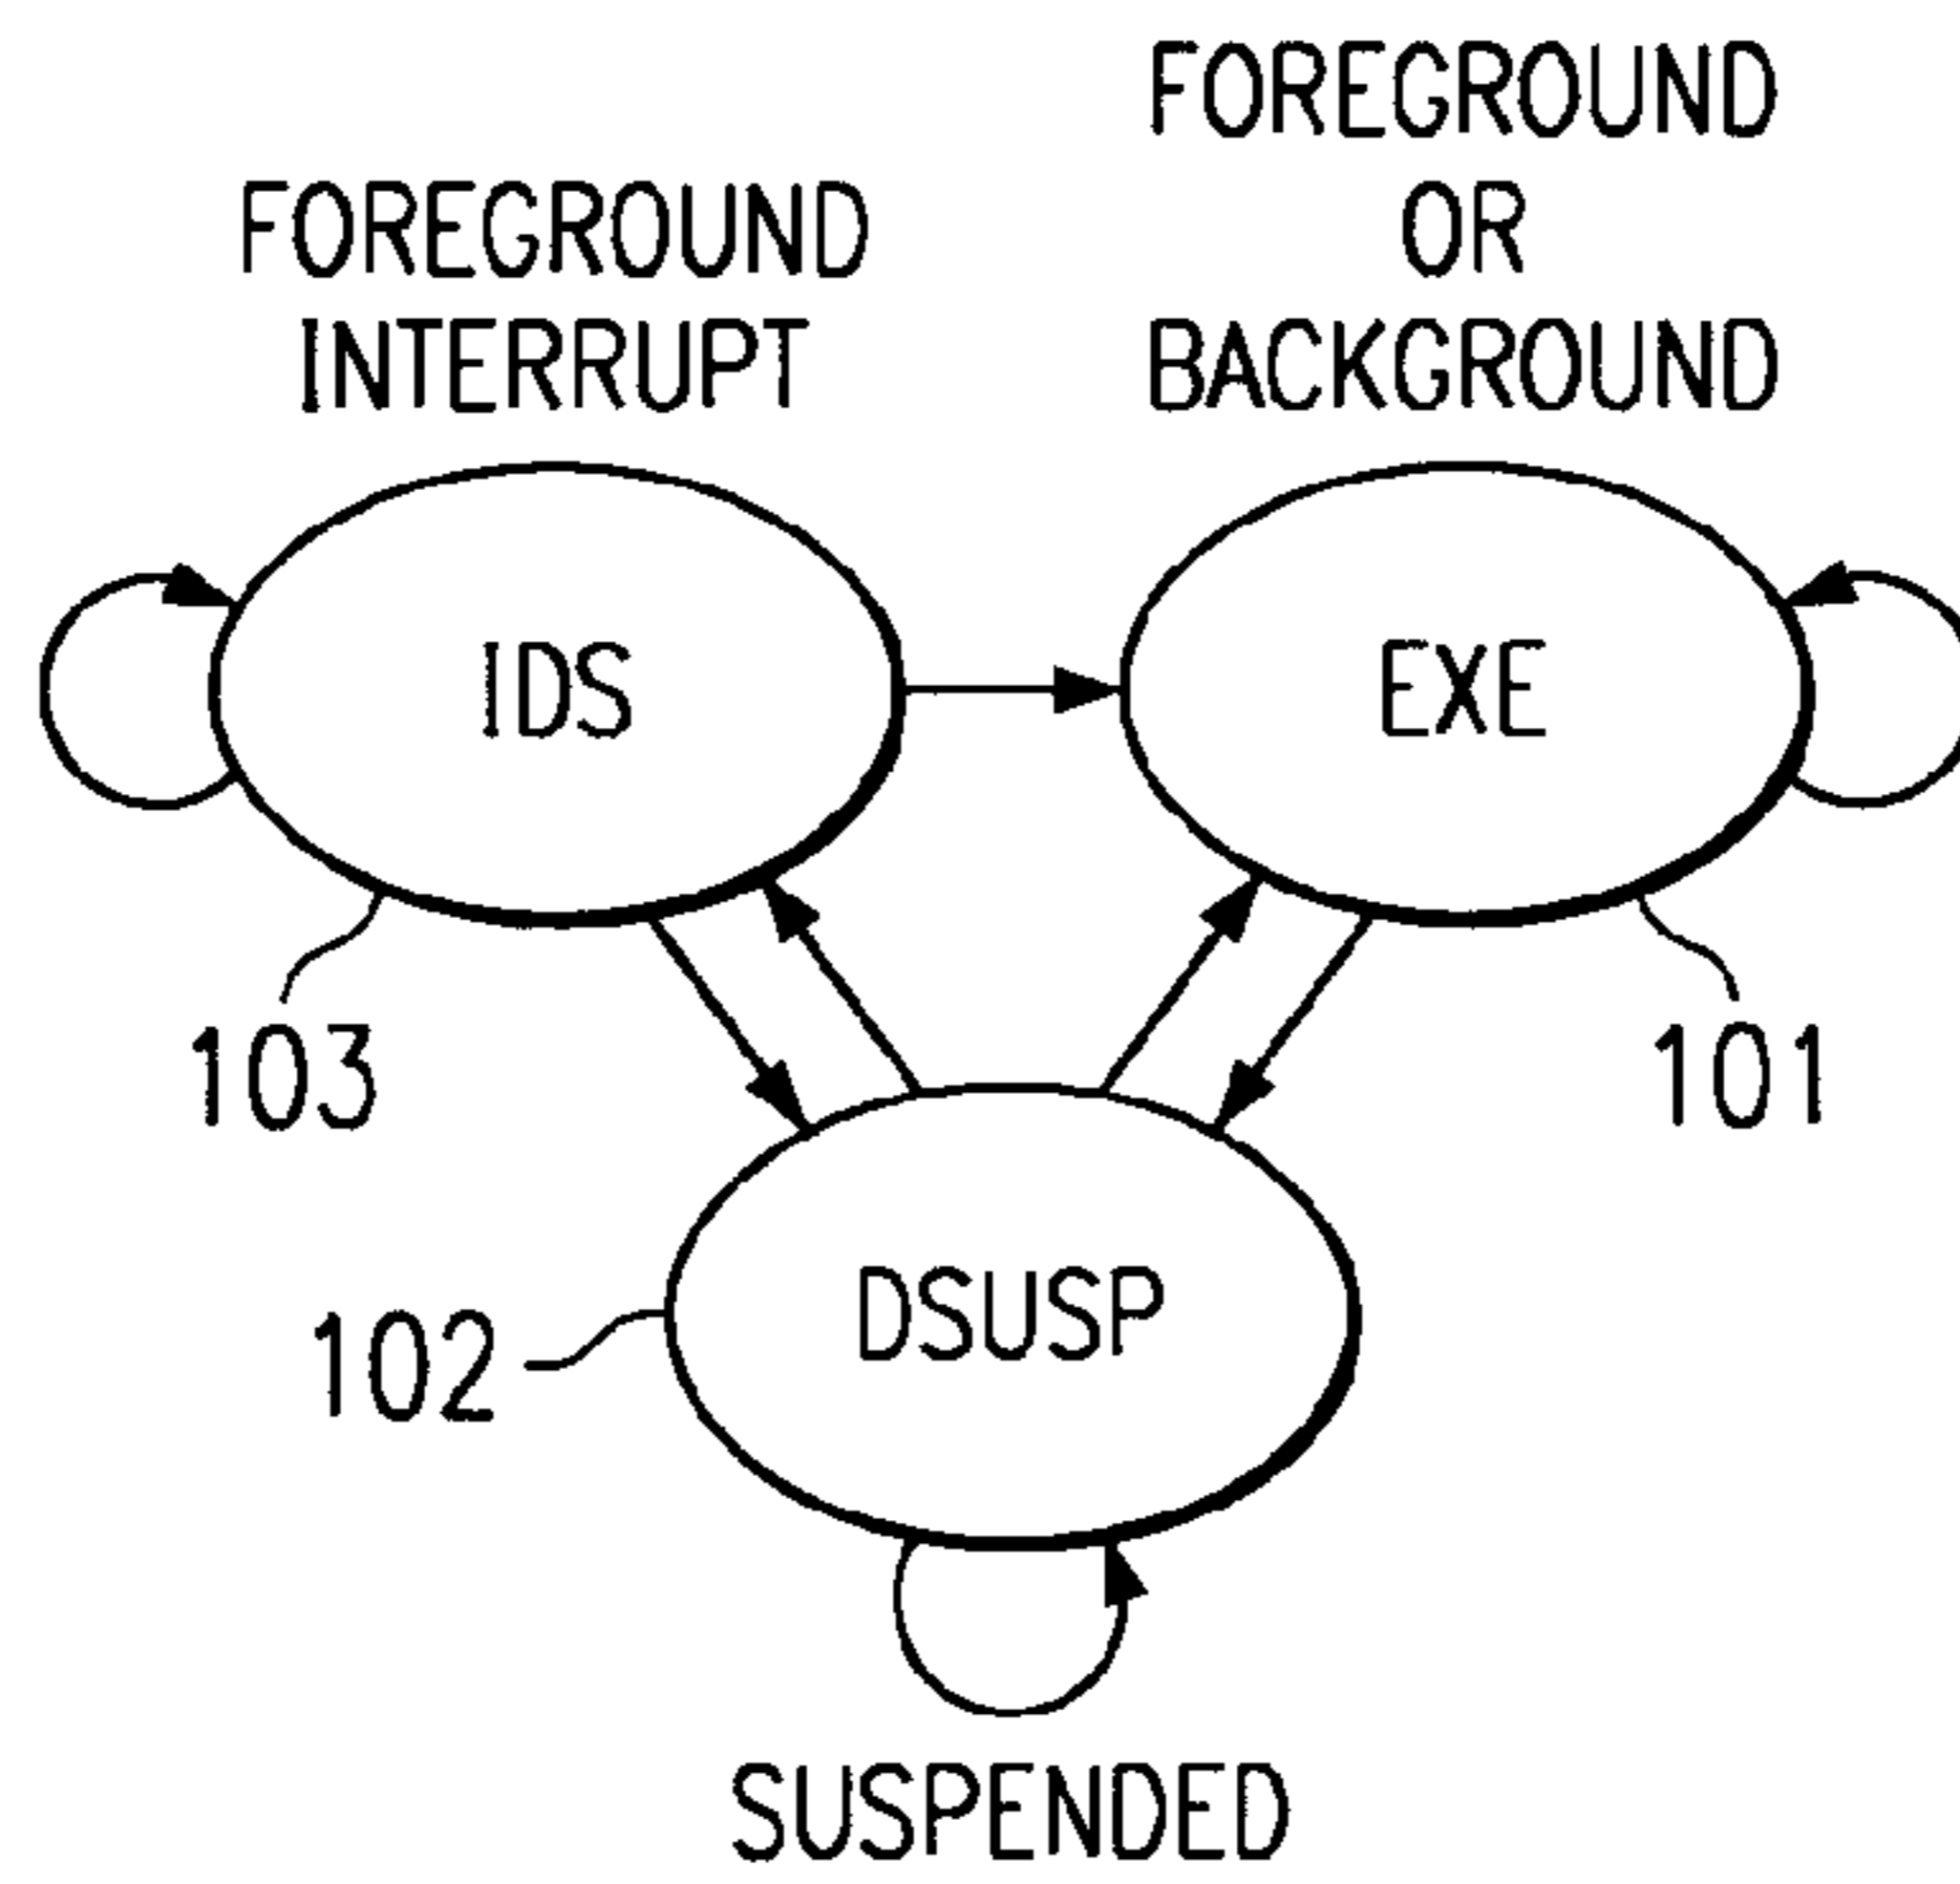 FOREGROUND
INTERRUPT
FOREGROUND
OR
BACKGROUND
IDS
EXE
103
101
DSUSP
102
SUSPENDED